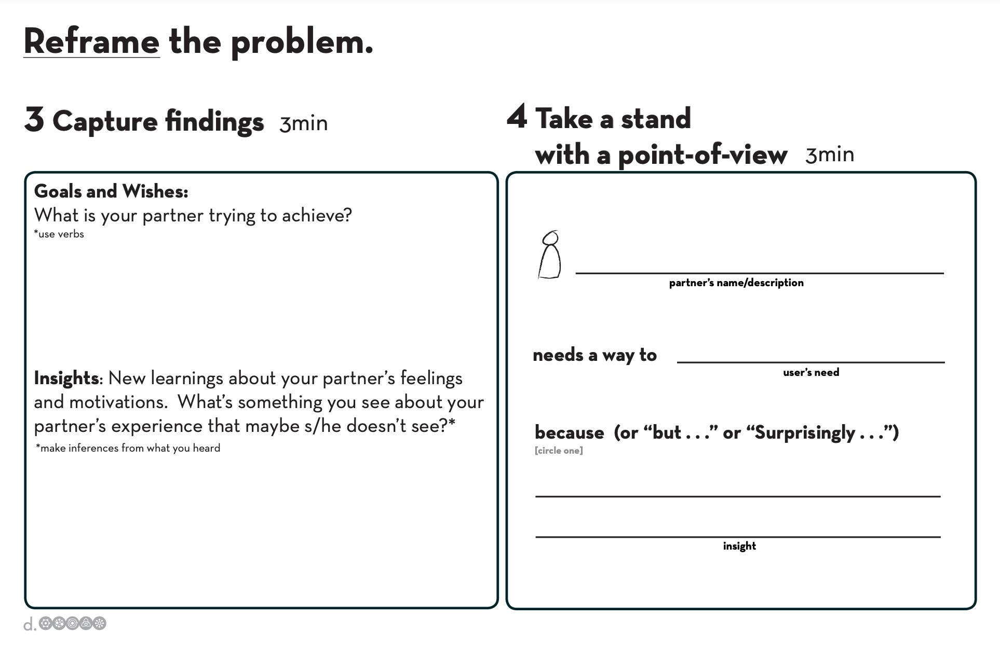 Reframe the problem.
3 Capture findings 3min
Goals and Wishes:
What is your partner trying to achieve?
*use verbs
Insights: New learnings about your partner’s feelings
and motivations.  What’s something you see about your
partner’s experience that maybe s/he doesn’t see?*
*make inferences from what you heard
4 Take a stand
with a point-of-view 3min
partner’s name/description
needs a way to
user’s need
because  (or “but . . .” or “Surprisingly . . .”)
[circle one]
insight
d.